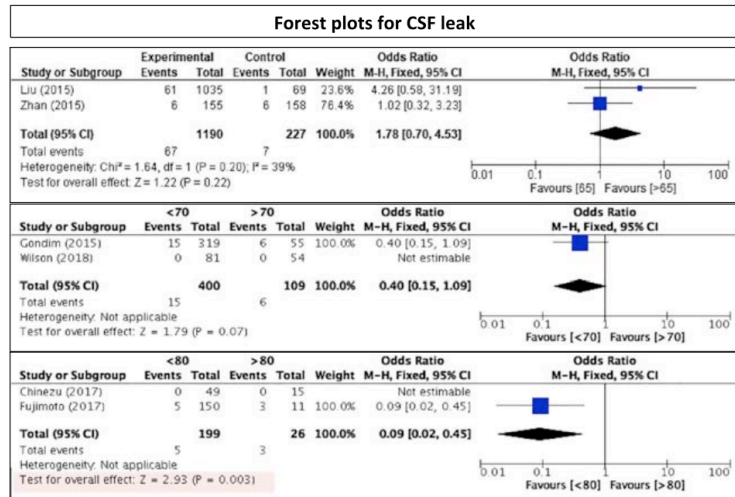 Forest plots for CSF leak
Experimental Control Odds Ratio Odds Ratio
Study or Subgroup Events Total Events Total Weight M-H, Fixed, 95% CI M-H, Fixed, 95% CI
Liu (2015) 61 1035 1 69 23.6% 4.26 [0.58, 31.19]
Zhan (2015) 6 155 6 158 76.4% 1.02 [0.32, 3.23]
Total (95% CI) 1190 227 100.0% 1.78 [0.70, 4.53]
Total events 67 7
Heterogeneity: Chi² = 1.64, df = 1 (P = 0.20); I² = 39%
Test for overall effect: Z = 1.22 (P = 0.22)
0.01 0.1 1 10 100
Favours [65] Favours [>65]
<70 >70 Odds Ratio Odds Ratio
Study or Subgroup Events Total Events Total Weight M-H, Fixed, 95% CI M-H, Fixed, 95% CI
Gondim (2015) 15 319 6 55 100.0% 0.40 [0.15, 1.09]
Wilson (2018) 0 81 0 54 Not estimable
Total (95% CI) 400 109 100.0% 0.40 [0.15, 1.09]
Total events 15 6
Heterogeneity: Not applicable
Test for overall effect: Z = 1.79 (P = 0.07)
0.01 0.1 1 10 100
Favours [<70] Favours [>70]
<80 >80 Odds Ratio Odds Ratio
Study or Subgroup Events Total Events Total Weight M-H, Fixed, 95% CI M-H, Fixed, 95% CI
Chinezu (2017) 0 49 0 15 Not estimable
Fujimoto (2017) 5 150 3 11 100.0% 0.09 [0.02, 0.45]
Total (95% CI) 199 26 100.0% 0.09 [0.02, 0.45]
Total events 5 3
Heterogeneity: Not applicable
Test for overall effect: Z = 2.93 (P = 0.003)
0.01 0.1 1 10 100
Favours [<80] Favours [>80]